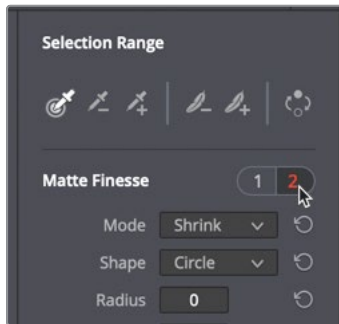 Selection Range
Matte Finesse 1 2
Mode Shrink
Shape Circle
Radius 0